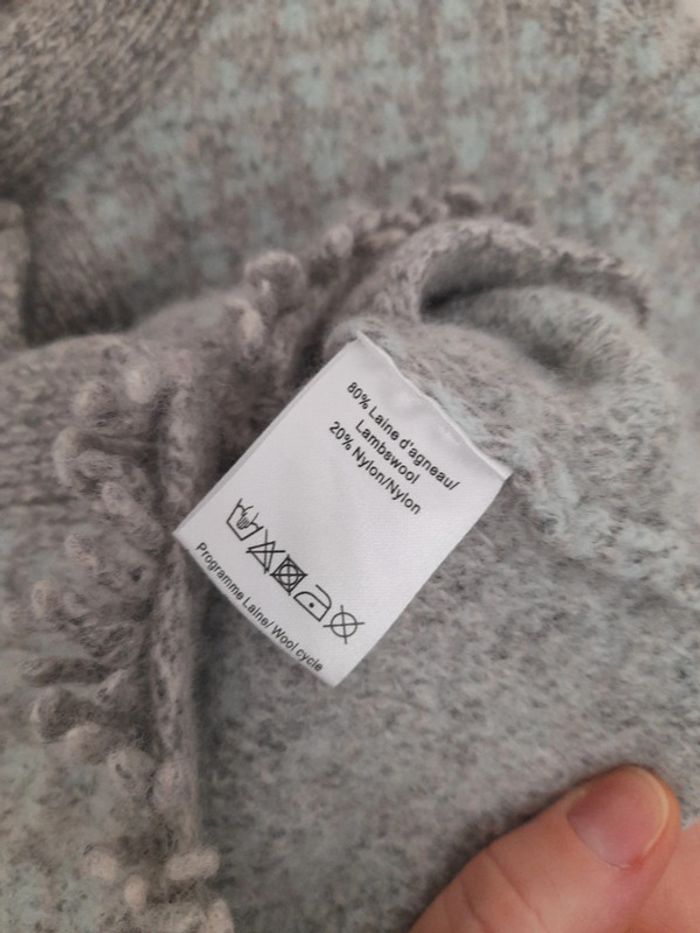 80% Laine d'agneau/
Lambswool
20% Nylon/Nylon
Programme Laine/ Wool cycle